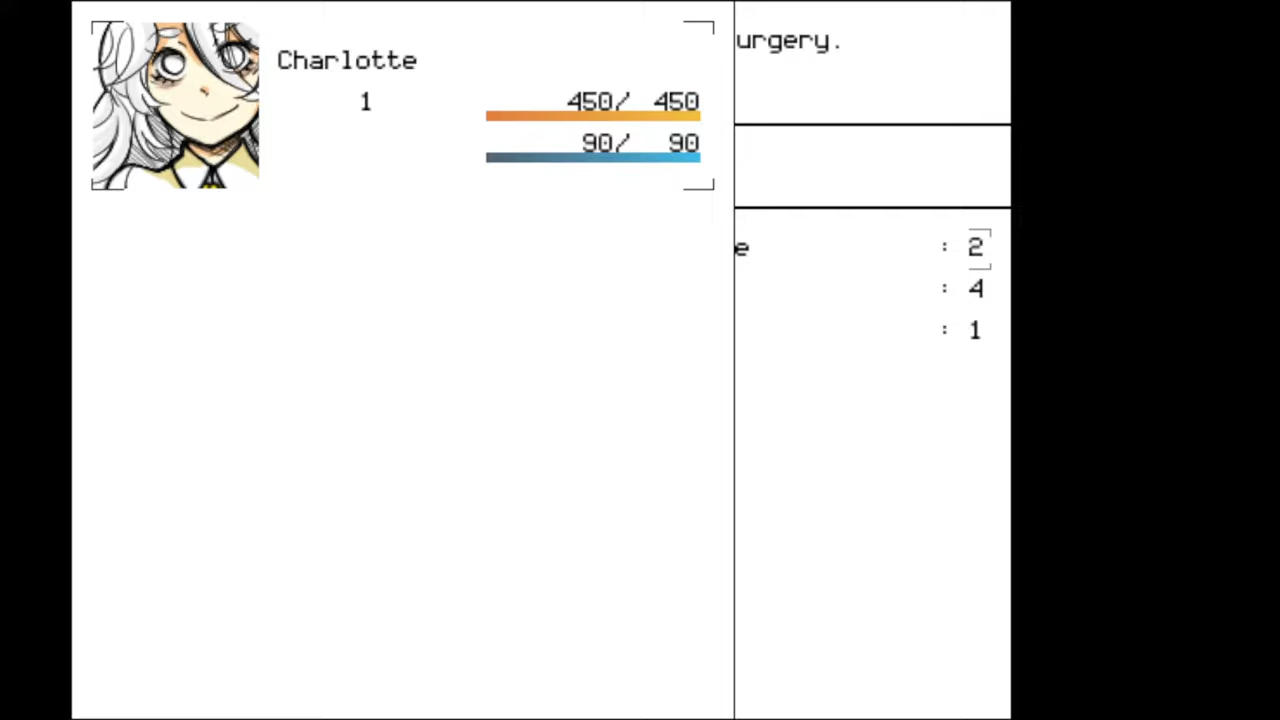 urgery.
Charlotte
1 450/ 450
90/ 90
e : 2
: 4
: 1